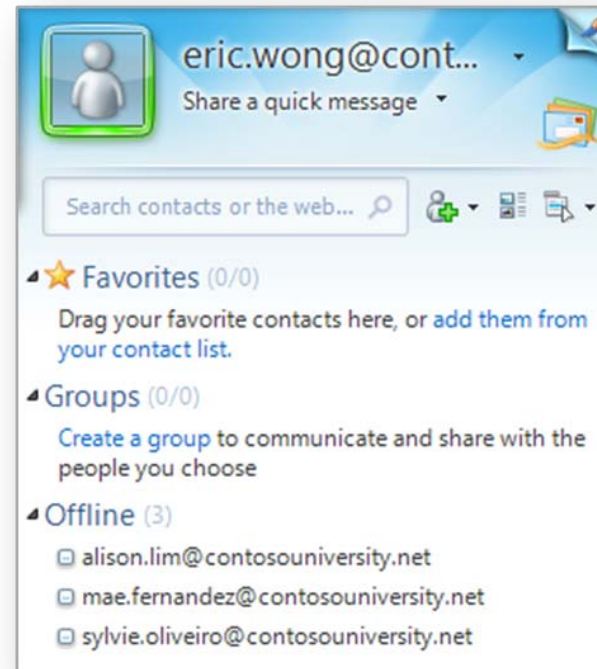 eric.wong@cont...
Share a quick message
Search contacts or the web...
Favorites (0/0)
Drag your favorite contacts here, or add them from
your contact list.
Groups (0/0)
Create a group to communicate and share with the
people you choose
Offline (3)
alison.lim@contosouniversity.net
mae.fernandez@contosouniversity.net
sylvie.oliveiro@contosouniversity.net